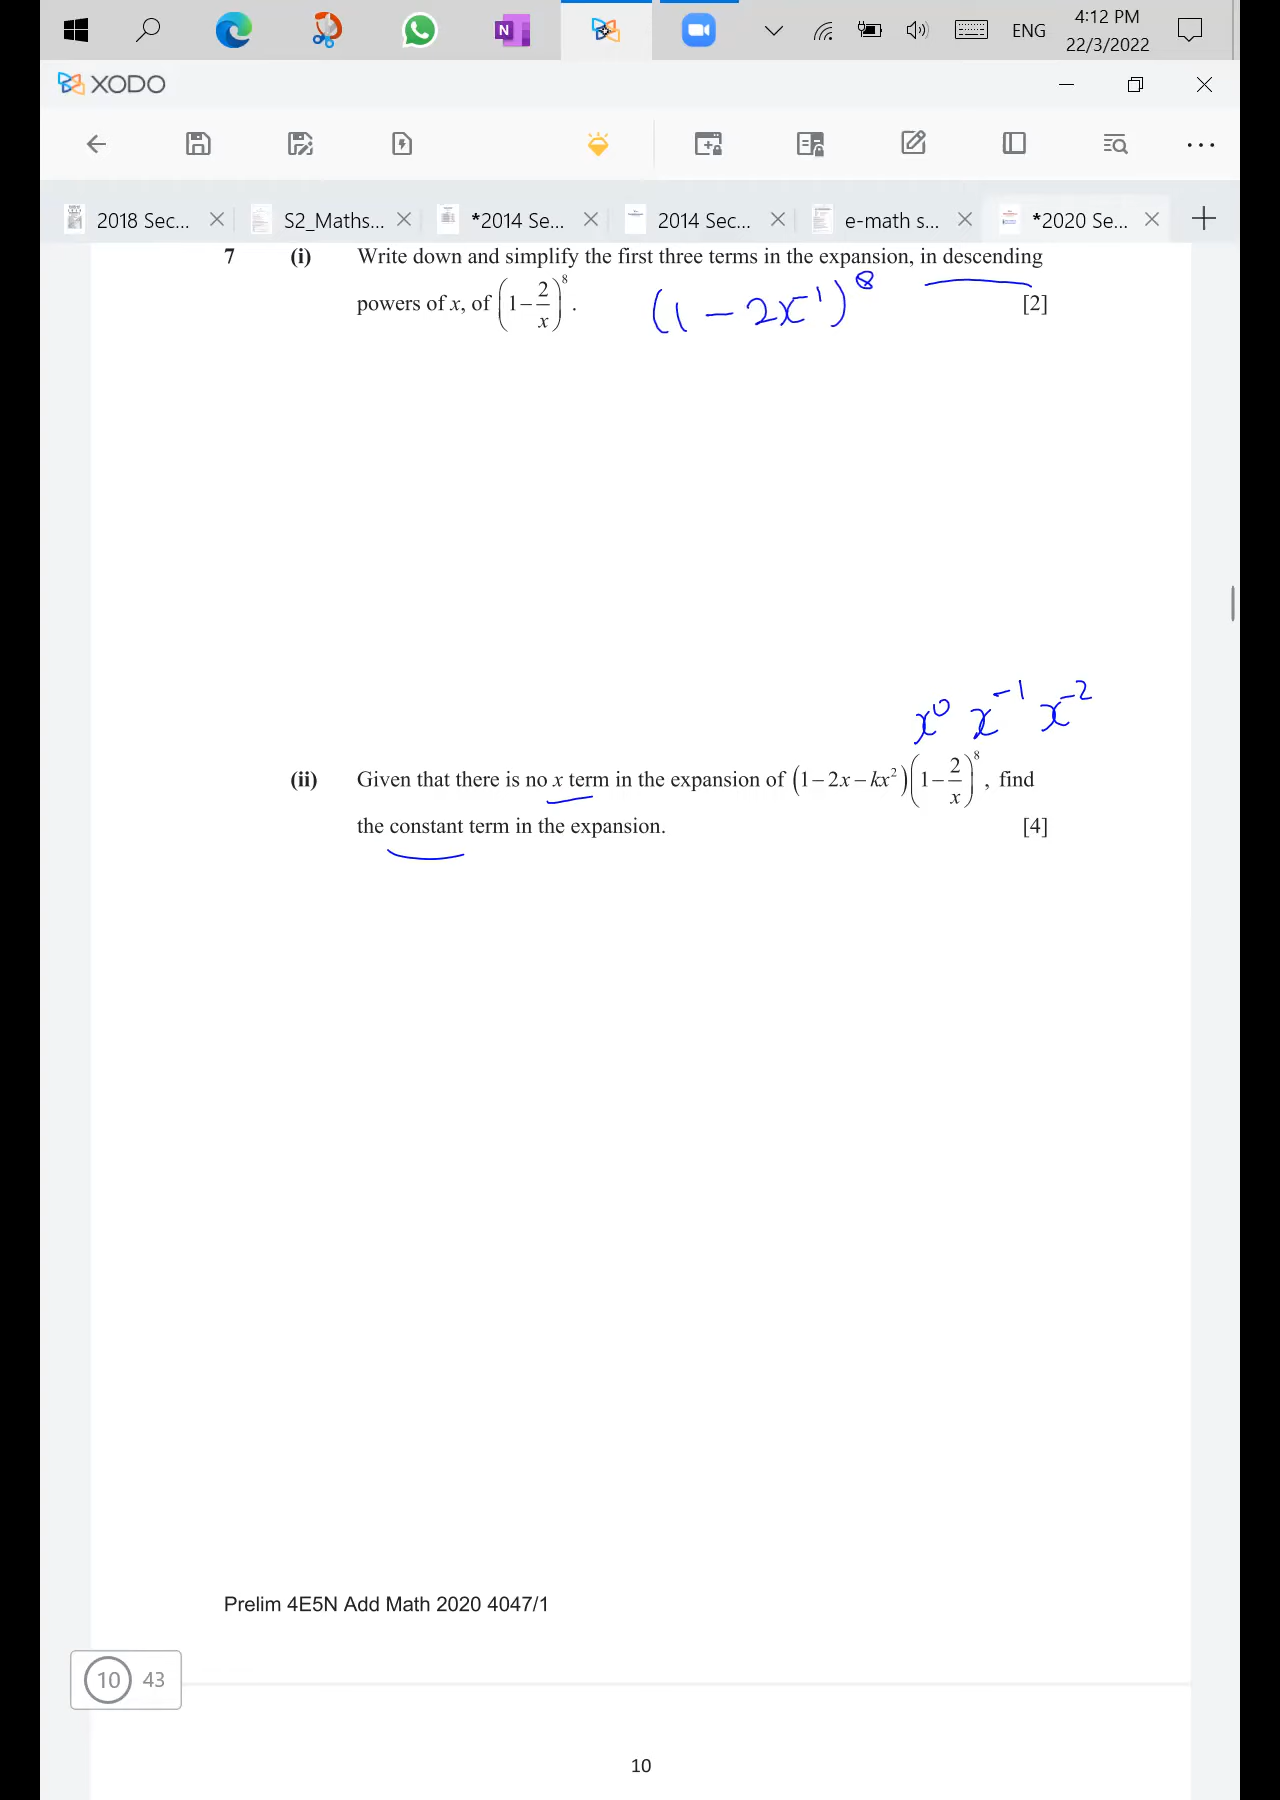 N ENG 4:12 PM
22/3/2022
XODO
2018 Sec... S2_Maths... *2014 Se... 2014 Sec... e-math s... *2020 Se...
7 (i) Write down and simplify the first three terms in the expansion, in descending
powers of x, of (1 − 2/x)⁸. (1 − 2x⁻¹)⁸ [2]
x⁰ x⁻¹ x⁻²
(ii) Given that there is no x term in the expansion of (1 − 2x − kx²)(1 − 2/x)⁸, find
the constant term in the expansion. [4]
Prelim 4E5N Add Math 2020 4047/1
10 43
10